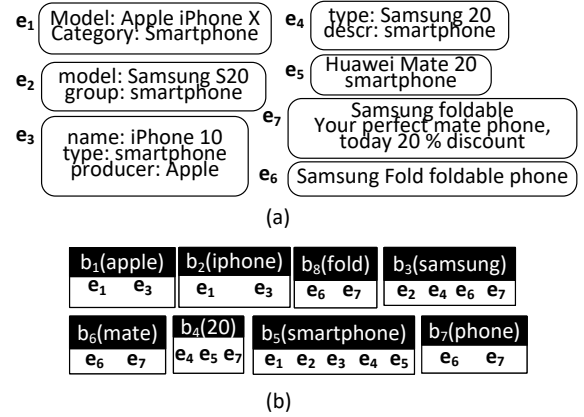 e1 Model: Apple iPhone X
Category: Smartphone
e2 model: Samsung S20
group: smartphone
e3 name: iPhone 10
type: smartphone
producer: Apple
e4 type: Samsung 20
descr: smartphone
e5 Huawei Mate 20
smartphone
e7 Samsung foldable
Your perfect mate phone,
today 20 % discount
e6 Samsung Fold foldable phone
(a)
b1(apple) b2(iphone) b8(fold) b3(samsung)
e1 e3 e1 e3 e6 e7 e2 e4 e6 e7
b6(mate) b4(20) b5(smartphone) b7(phone)
e6 e7 e4 e5 e7 e1 e2 e3 e4 e5 e6 e7
(b)